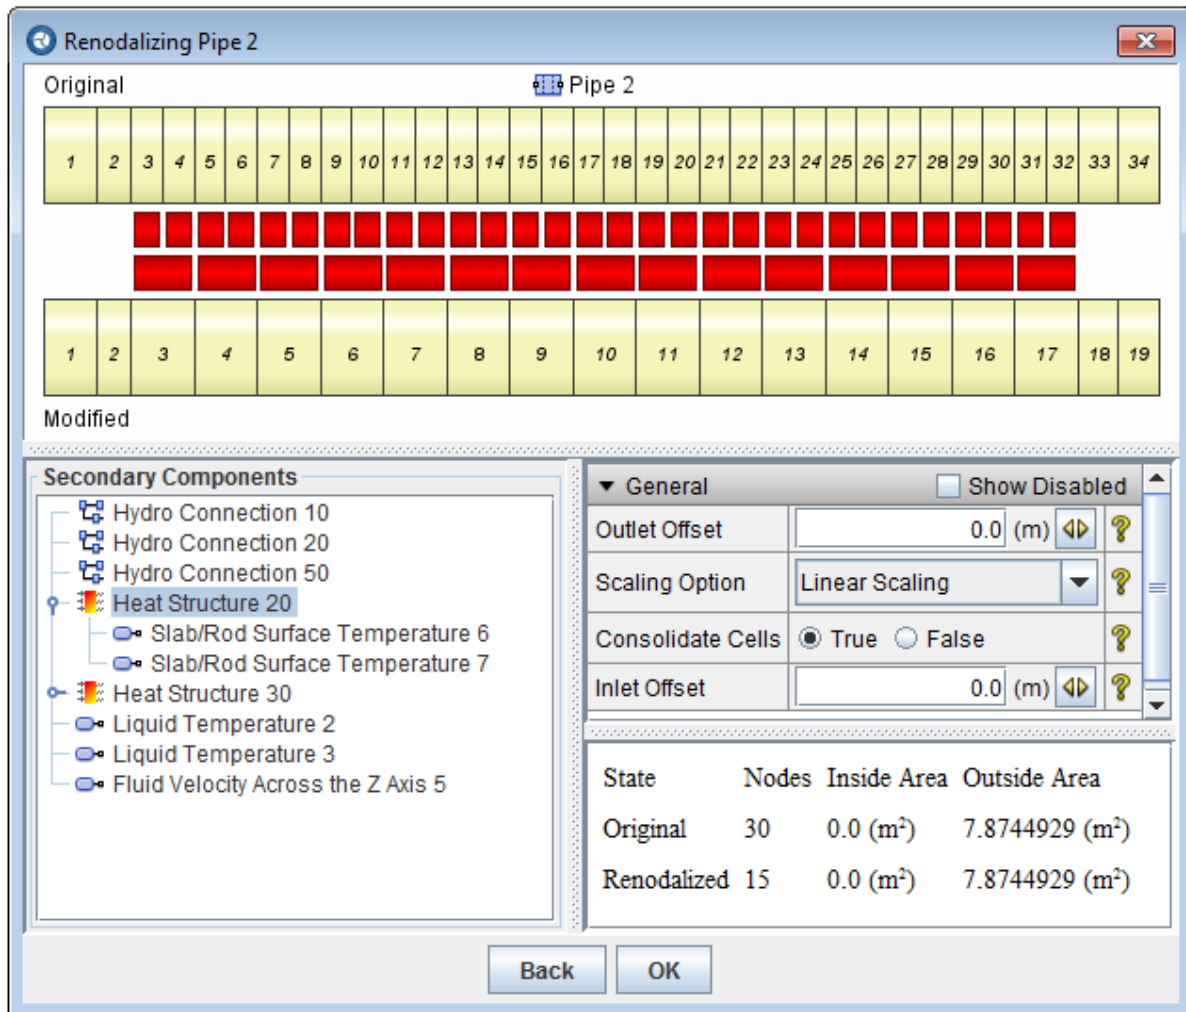 Renodalizing Pipe 2
Original Pipe 2
1 2 3 4 5 6 7 8 9 10 11 12 13 14 15 16 17 18 19 20 21 22 23 24 25 26 27 28 29 30 31 32 33 34
1 2 3 4 5 6 7 8 9 10 11 12 13 14 15 16 17 18 19
Modified
Secondary Components
Hydro Connection 10
Hydro Connection 20
Hydro Connection 50
Heat Structure 20
Slab/Rod Surface Temperature 6
Slab/Rod Surface Temperature 7
Heat Structure 30
Liquid Temperature 2
Liquid Temperature 3
Fluid Velocity Across the Z Axis 5
General Show Disabled
Outlet Offset 0.0 (m) ?
Scaling Option Linear Scaling ?
Consolidate Cells True False ?
Inlet Offset 0.0 (m) ?
State Nodes Inside Area Outside Area
Original 30 0.0 (m²) 7.8744929 (m²)
Renodalized 15 0.0 (m²) 7.8744929 (m²)
Back OK